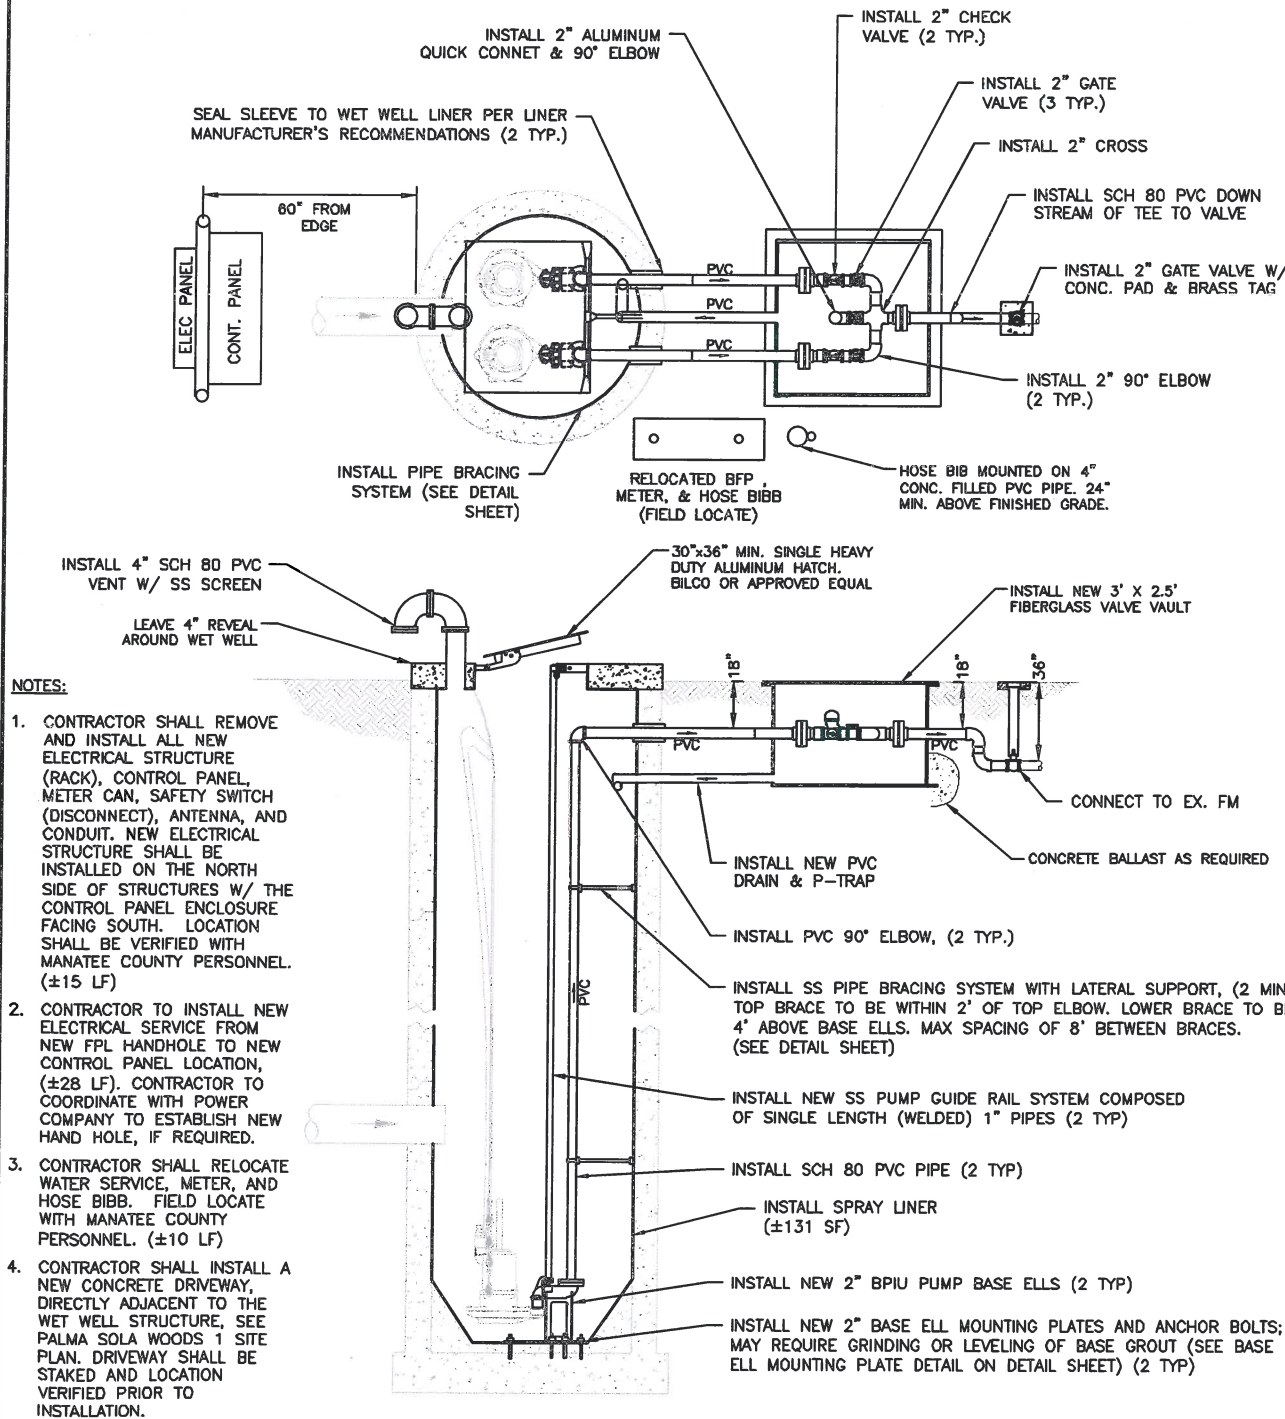 INSTALL 2" CHECK
VALVE (2 TYP.)
INSTALL 2" ALUMINUM
QUICK CONNET & 90° ELBOW
INSTALL 2" GATE
VALVE (3 TYP.)
SEAL SLEEVE TO WET WELL LINER PER LINER
MANUFACTURER'S RECOMMENDATIONS (2 TYP.)
INSTALL 2" CROSS
INSTALL SCH 80 PVC DOWN
STREAM OF TEE TO VALVE
60" FROM
EDGE
INSTALL 2" GATE VALVE W/
CONC. PAD & BRASS TAG
ELEC PANEL
CONT. PANEL
PVC
PVC
PVC
INSTALL 2" 90° ELBOW
(2 TYP.)
INSTALL PIPE BRACING
SYSTEM (SEE DETAIL
SHEET)
RELOCATED BFP ,
METER, & HOSE BIBB
(FIELD LOCATE)
HOSE BIB MOUNTED ON 4"
CONC. FILLED PVC PIPE. 24"
MIN. ABOVE FINISHED GRADE.
INSTALL 4" SCH 80 PVC
VENT W/ SS SCREEN
30"x36" MIN. SINGLE HEAVY
DUTY ALUMINUM HATCH.
BILCO OR APPROVED EQUAL
INSTALL NEW 3' X 2.5'
FIBERGLASS VALVE VAULT
LEAVE 4" REVEAL
AROUND WET WELL
18"
18"
36"
PVC
PVC
CONNECT TO EX. FM
INSTALL NEW PVC
DRAIN & P-TRAP
CONCRETE BALLAST AS REQUIRED
INSTALL PVC 90° ELBOW, (2 TYP.)
PVC
INSTALL SS PIPE BRACING SYSTEM WITH LATERAL SUPPORT, (2 MIN
TOP BRACE TO BE WITHIN 2' OF TOP ELBOW. LOWER BRACE TO B
4' ABOVE BASE ELLS. MAX SPACING OF 8' BETWEEN BRACES.
(SEE DETAIL SHEET)
INSTALL NEW SS PUMP GUIDE RAIL SYSTEM COMPOSED
OF SINGLE LENGTH (WELDED) 1" PIPES (2 TYP)
INSTALL SCH 80 PVC PIPE (2 TYP)
INSTALL SPRAY LINER
(±131 SF)
INSTALL NEW 2" BPIU PUMP BASE ELLS (2 TYP)
INSTALL NEW 2" BASE ELL MOUNTING PLATES AND ANCHOR BOLTS;
MAY REQUIRE GRINDING OR LEVELING OF BASE GROUT (SEE BASE
ELL MOUNTING PLATE DETAIL ON DETAIL SHEET) (2 TYP)
NOTES:
1. CONTRACTOR SHALL REMOVE
AND INSTALL ALL NEW
ELECTRICAL STRUCTURE
(RACK), CONTROL PANEL,
METER CAN, SAFETY SWITCH
(DISCONNECT), ANTENNA, AND
CONDUIT. NEW ELECTRICAL
STRUCTURE SHALL BE
INSTALLED ON THE NORTH
SIDE OF STRUCTURES W/ THE
CONTROL PANEL ENCLOSURE
FACING SOUTH. LOCATION
SHALL BE VERIFIED WITH
MANATEE COUNTY PERSONNEL.
(±15 LF)
2. CONTRACTOR TO INSTALL NEW
ELECTRICAL SERVICE FROM
NEW FPL HANDHOLE TO NEW
CONTROL PANEL LOCATION,
(±28 LF). CONTRACTOR TO
COORDINATE WITH POWER
COMPANY TO ESTABLISH NEW
HAND HOLE, IF REQUIRED.
3. CONTRACTOR SHALL RELOCATE
WATER SERVICE, METER, AND
HOSE BIBB. FIELD LOCATE
WITH MANATEE COUNTY
PERSONNEL. (±10 LF)
4. CONTRACTOR SHALL INSTALL A
NEW CONCRETE DRIVEWAY,
DIRECTLY ADJACENT TO THE
WET WELL STRUCTURE, SEE
PALMA SOLA WOODS 1 SITE
PLAN. DRIVEWAY SHALL BE
STAKED AND LOCATION
VERIFIED PRIOR TO
INSTALLATION.